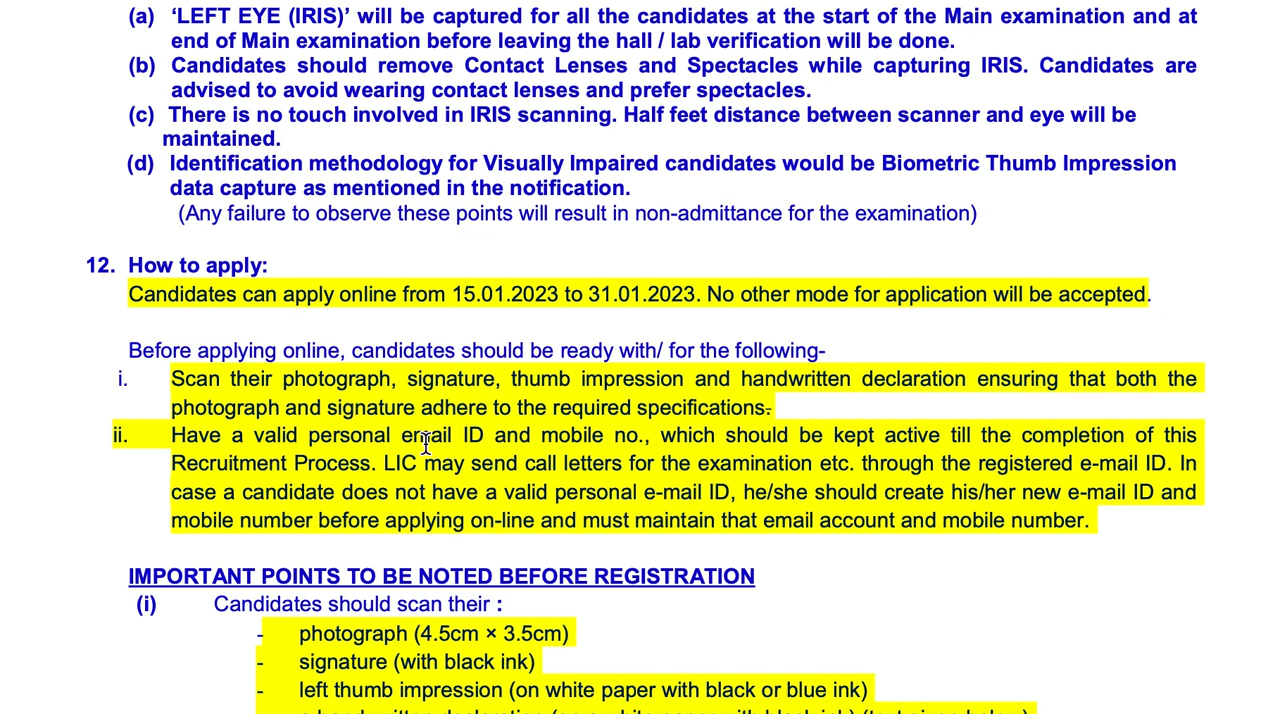 (a) ‘LEFT EYE (IRIS)’ will be captured for all the candidates at the start of the Main examination and at
end of Main examination before leaving the hall / lab verification will be done.
(b) Candidates should remove Contact Lenses and Spectacles while capturing IRIS. Candidates are
advised to avoid wearing contact lenses and prefer spectacles.
(c) There is no touch involved in IRIS scanning. Half feet distance between scanner and eye will be
maintained.
(d) Identification methodology for Visually Impaired candidates would be Biometric Thumb Impression
data capture as mentioned in the notification.
(Any failure to observe these points will result in non-admittance for the examination)
12. How to apply:
Candidates can apply online from 15.01.2023 to 31.01.2023. No other mode for application will be accepted.
Before applying online, candidates should be ready with/ for the following-
i. Scan their photograph, signature, thumb impression and handwritten declaration ensuring that both the
photograph and signature adhere to the required specifications.
ii. Have a valid personal email ID and mobile no., which should be kept active till the completion of this
Recruitment Process. LIC may send call letters for the examination etc. through the registered e-mail ID. In
case a candidate does not have a valid personal e-mail ID, he/she should create his/her new e-mail ID and
mobile number before applying on-line and must maintain that email account and mobile number.
IMPORTANT POINTS TO BE NOTED BEFORE REGISTRATION
(i) Candidates should scan their :
- photograph (4.5cm × 3.5cm)
- signature (with black ink)
- left thumb impression (on white paper with black or blue ink)